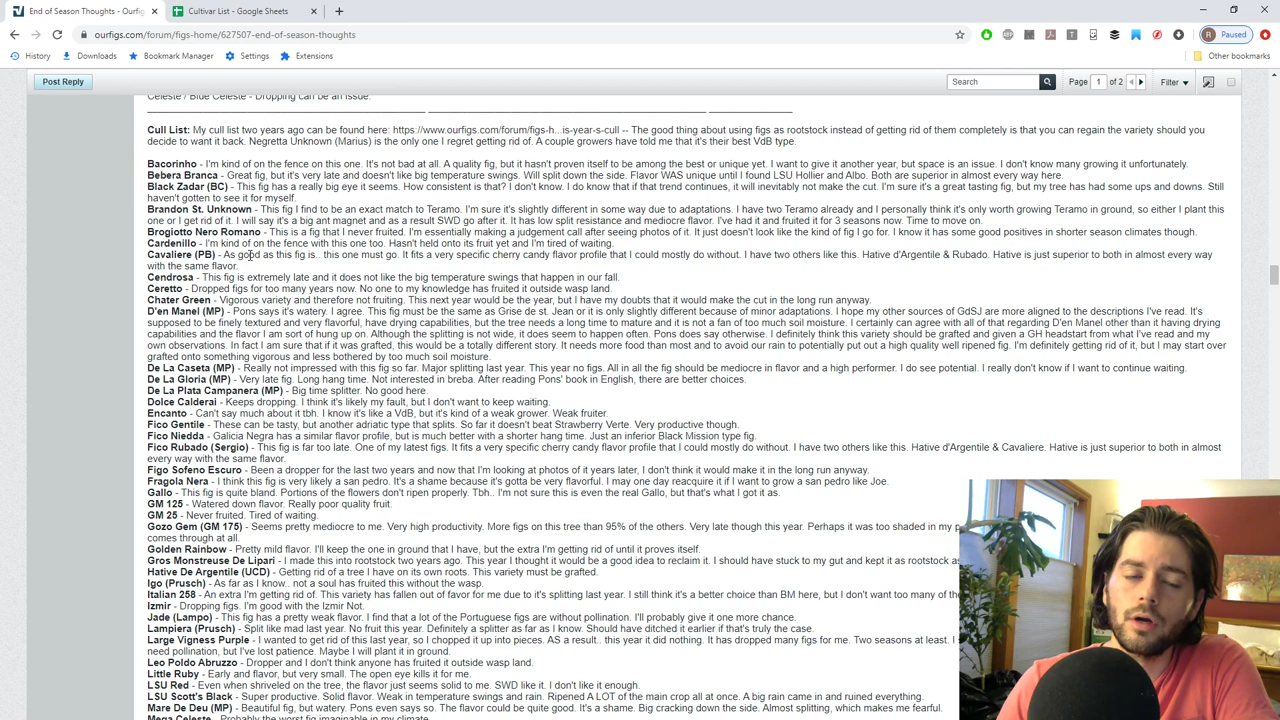 End of Season Thoughts - Ourfig
Cultivar List - Google Sheets
ourfigs.com/forum/figs-home/627507-end-of-season-thoughts
R Paused
History Downloads Bookmark Manager Settings Extensions Other bookmarks
Post Reply Search Page 1 of 2 Filter
Celeste / Blue Celeste - Dropping can be an issue.
Cull List: My cull list two years ago can be found here: https://www.ourfigs.com/forum/figs-h...is-year-s-cull -- The good thing about using figs as rootstock instead of getting rid of them completely is that you can regain the variety should you
decide to want it back. Negretta Unknown (Marius) is the only one I regret getting rid of. A couple growers have told me that it's their best VdB type.
Bacorinho - I'm kind of on the fence on this one. It's not bad at all. A quality fig, but it hasn't proven itself to be among the best or unique yet. I want to give it another year, but space is an issue. I don't know many growing it unfortunately.
Bebera Branca - Great fig, but it's very late and doesn't like big temperature swings. Will split down the side. Flavor WAS unique until I found LSU Hollier and Albo. Both are superior in almost every way here.
Black Zadar (BC) - This fig has a really big eye it seems. How consistent is that? I don't know. I do know that if that trend continues, it will inevitably not make the cut. I'm sure it's a great tasting fig, but my tree has had some ups and downs. Still
haven't gotten to see it for myself.
Brandon St. Unknown - This fig I find to be an exact match to Teramo. I'm sure it's slightly different in some way due to adaptations. I have two Teramo already and I personally think it's only worth growing Teramo in ground, so either I plant this
one or I get rid of it. I will say it's a big ant magnet and as a result SWD go after it. It has low split resistance and mediocre flavor. I've had it and fruited it for 3 seasons now. Time to move on.
Brogiotto Nero Romano - This is a fig that I never fruited. I'm essentially making a judgement call after seeing photos of it. It just doesn't look like the kind of fig I go for. I know it has some good positives in shorter season climates though.
Cardenillo - I'm kind of on the fence with this one too. Hasn't held onto its fruit yet and I'm tired of waiting.
Cavaliere (PB) - As good as this fig is.. this one must go. It fits a very specific cherry candy flavor profile that I could mostly do without. I have two others like this. Hative d'Argentile & Rubado. Hative is just superior to both in almost every way
with the same flavor.
Cendrosa - This fig is extremely late and it does not like the big temperature swings that happen in our fall.
Ceretto - Dropped figs for too many years now. No one to my knowledge has fruited it outside wasp land.
Chater Green - Vigorous variety and therefore not fruiting. This next year would be the year, but I have my doubts that it would make the cut in the long run anyway.
D'en Manel (MP) - Pons says it's watery. I agree. This fig must be the same as Grise de st. Jean or it is only slightly different because of minor adaptations. I hope my other sources of GdSJ are more aligned to the descriptions I've read. It's
supposed to be finely textured and very flavorful, have drying capabilities, but the tree needs a long time to mature and it is not a fan of too much soil moisture. I certainly can agree with all of that regarding D'en Manel other than it having drying
capabilities and the flavor I am sort of hung up on. Although the splitting is not wide, it does seem to happen often. Pons does say otherwise. I definitely think this variety should be grafted and given a GH headstart from what I've read and my
own observations. In fact I am sure that if it was grafted, this would be a totally different story. It needs more food than most and to avoid our rain to potentially put out a high quality well ripened fig. I'm definitely getting rid of it, but I may start over
grafted onto something vigorous and less bothered by too much soil moisture.
De La Caseta (MP) - Really not impressed with this fig so far. Major splitting last year. This year no figs. All in all the fig should be mediocre in flavor and a high performer. I do see potential. I really don't know if I want to continue waiting.
De La Gloria (MP) - Very late fig. Long hang time. Not interested in breba. After reading Pons' book in English, there are better choices.
De La Plata Campanera (MP) - Big time splitter. No good here.
Dolce Calderai - Keeps dropping. I think it's likely my fault, but I don't want to keep waiting.
Encanto - Can't say much about it tbh. I know it's like a VdB, but it's kind of a weak grower. Weak fruiter.
Fico Gentile - These can be tasty, but another adriatic type that splits. So far it doesn't beat Strawberry Verte. Very productive though.
Fico Niedda - Galicia Negra has a similar flavor profile, but is much better with a shorter hang time. Just an inferior Black Mission type fig.
Fico Rubado (Sergio) - This fig is far too late. One of my latest figs. It fits a very specific cherry candy flavor profile that I could mostly do without. I have two others like this. Hative d'Argentile & Cavaliere. Hative is just superior to both in almost
every way with the same flavor.
Figo Sofeno Escuro - Been a dropper for the last two years and now that I'm looking at photos of it years later, I don't think it would make it in the long run anyway.
Fragola Nera - I think this fig is very likely a san pedro. It's a shame because it's gotta be very flavorful. I may one day reacquire it if I want to grow a san pedro like Joe.
Gallo - This fig is quite bland. Portions of the flowers don't ripen properly. Tbh.. I'm not sure this is even the real Gallo, but that's what I got it as.
GM 125 - Watered down flavor. Really poor quality fruit.
GM 25 - Never fruited. Tired of waiting.
Gozo Gem (GM 175) - Seems pretty mediocre to me. Very high productivity. More figs on this tree than 95% of the others. Very late though this year. Perhaps it was too shaded in my p
comes through at all.
Golden Rainbow - Pretty mild flavor. I'll keep the one in ground that I have, but the extra I'm getting rid of until it proves itself.
Gros Monstreuse De Lipari - I made this into rootstock two years ago. This year I thought it would be a good idea to reclaim it. I should have stuck to my gut and kept it as rootstock as
Hative De Argentile (UCD) - Getting rid of a tree I have on its own roots. This variety must be grafted.
Igo (Prusch) - As far as I know.. not a soul has fruited this without the wasp.
Italian 258 - An extra I'm getting rid of. This variety has fallen out of favor for me due to it's splitting last year. I still think it's a better choice than BM here, but I don't want too many of the
Izmir - Dropping figs. I'm good with the Izmir Not.
Jade (Lampo) - This fig has a pretty weak flavor. I find that a lot of the Portuguese figs are without pollination. I'll probably give it one more chance.
Lampiera (Prusch) - Split like mad last year. No fruit this year. Definitely a splitter as far as I know. Should have ditched it earlier if that's truly the case.
Large Vigness Purple - I wanted to get rid of this last year, so I chopped it up into pieces. AS a result.. this year it did nothing. It has dropped many figs for me. Two seasons at least. I
need pollination, but I've lost patience. Maybe I will plant it in ground.
Leo Poldo Abruzzo - Dropper and I don't think anyone has fruited it outside wasp land.
Little Ruby - Early and flavorful, but very small. The open eye kills it for me.
LSU Red - Even when shriveled on the tree, the flavor just seems solid to me. SWD like it. I don't like it enough.
LSU Scott's Black - Super productive. Solid flavor. Weak in temperature swings and rain. Ripened A LOT of the main crop all at once. A big rain came in and ruined everything.
Mare De Deu (MP) - Beautiful fig, but watery. Pons even says so. The flavor could be quite good. It's a shame. Big cracking down the side. Almost splitting, which makes me fearful.
Mega Celeste - Probably the worst fig imaginable in my climate.